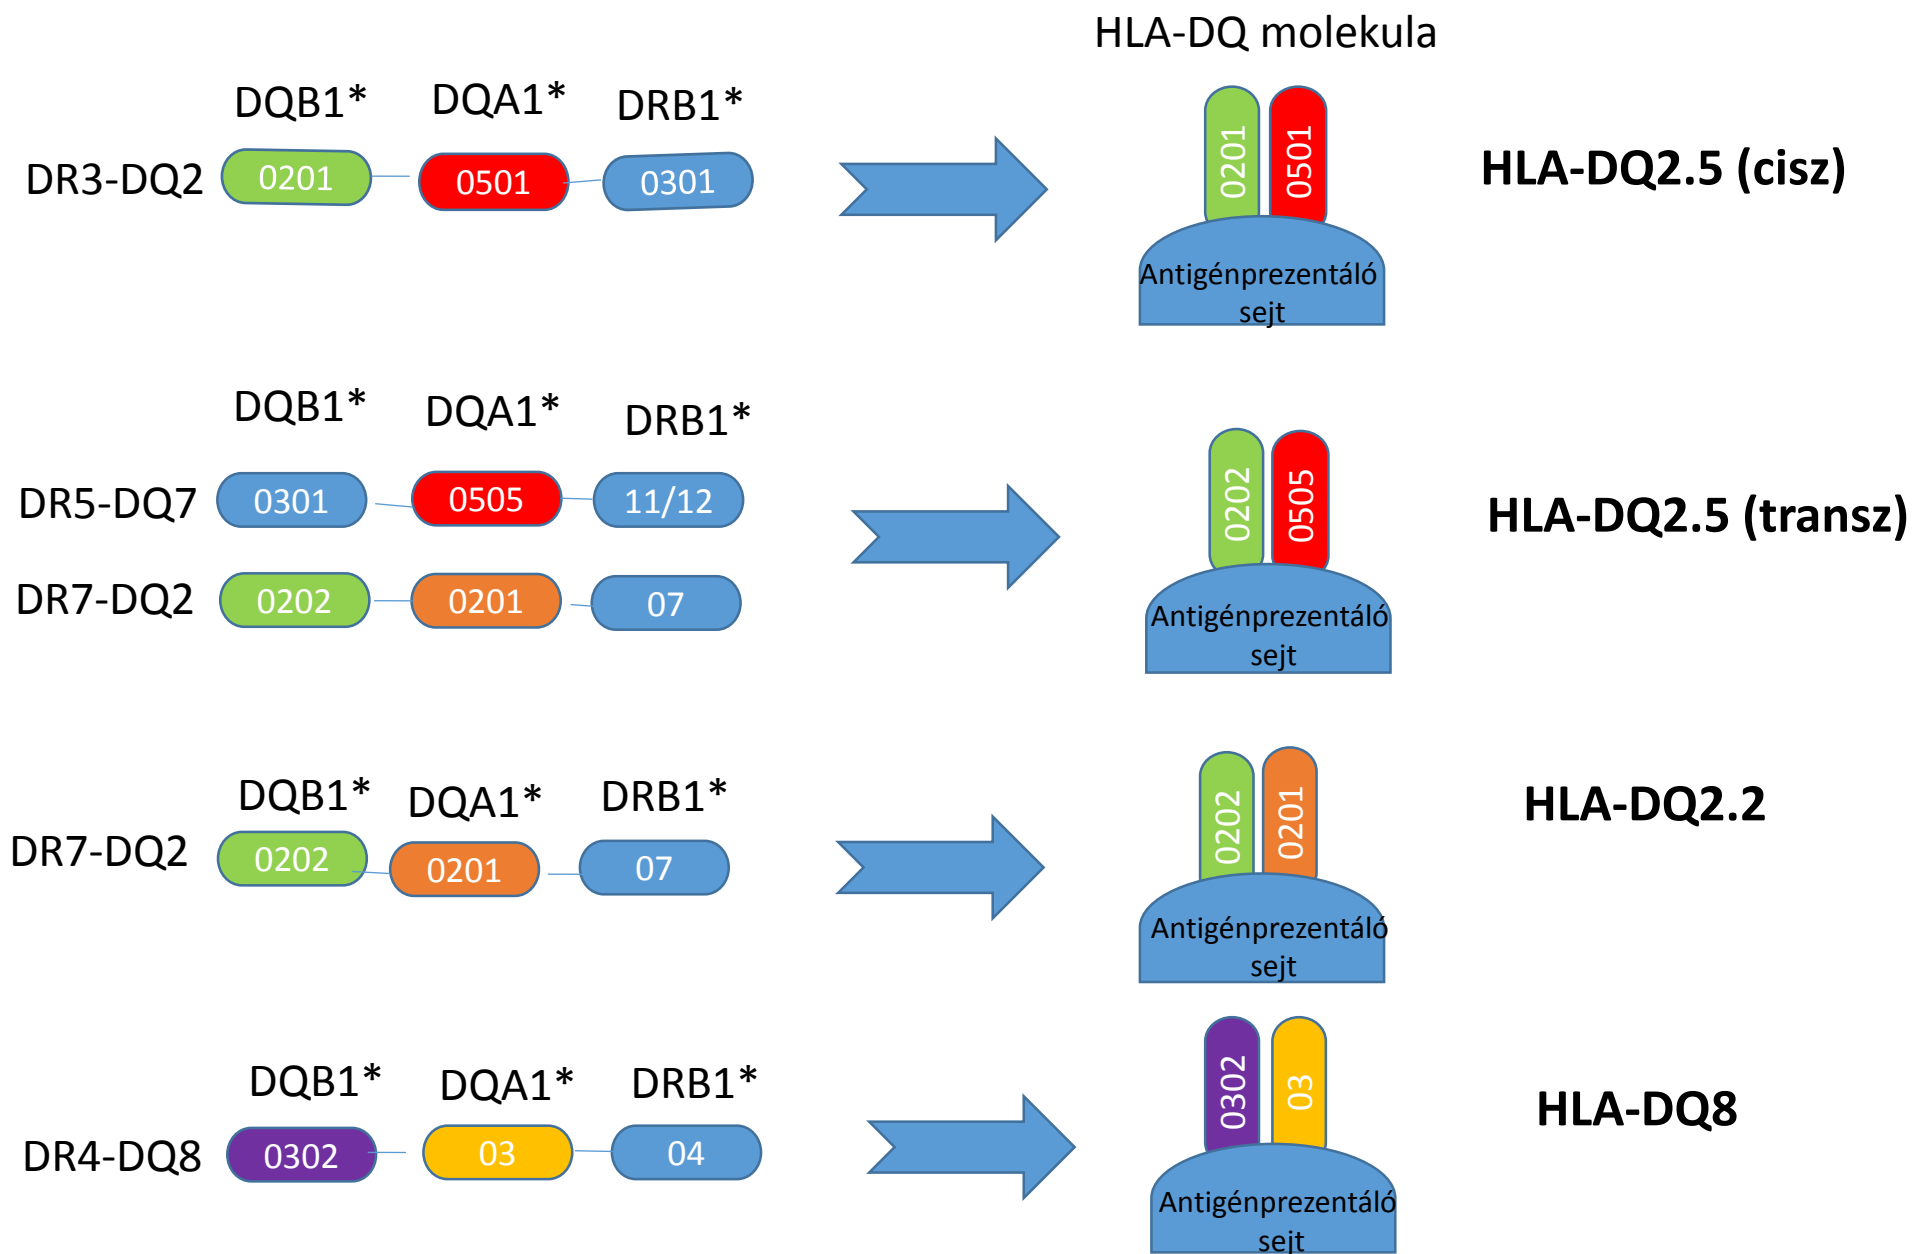 HLA-DQ molekula
DQB1* DQA1* DRB1*
DR3-DQ2 0201 0501 0301
0201 0501
Antigénprezentáló
sejt
HLA-DQ2.5 (cisz)
DQB1* DQA1* DRB1*
DR5-DQ7 0301 0505 11/12
DR7-DQ2 0202 0201 07
0202 0505
Antigénprezentáló
sejt
HLA-DQ2.5 (transz)
DQB1* DQA1* DRB1*
DR7-DQ2 0202 0201 07
0202 0201
Antigénprezentáló
sejt
HLA-DQ2.2
DQB1* DQA1* DRB1*
DR4-DQ8 0302 03 04
0302 03
Antigénprezentáló
sejt
HLA-DQ8